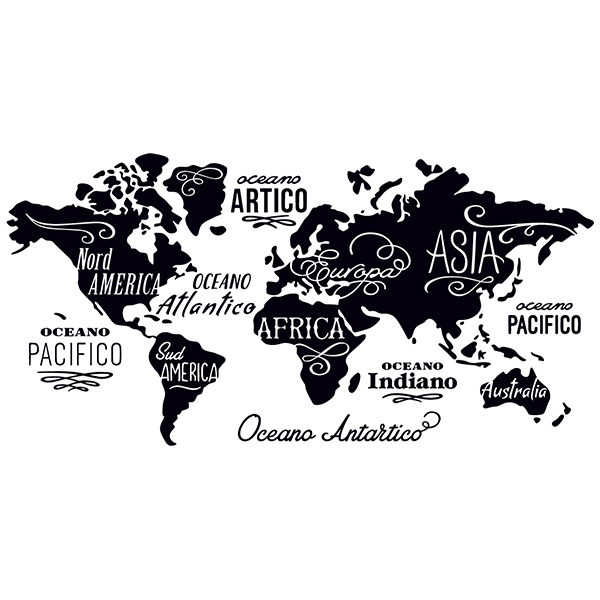 oceano
ARTICO
Nord
AMERICA
OCEANO
Atlantico
Europa
ASIA
oceano
PACIFICO
OCEANO
PACIFICO
AFRICA
Sud
AMERICA
OCEANO
Indiano
Australia
Oceano Antartico